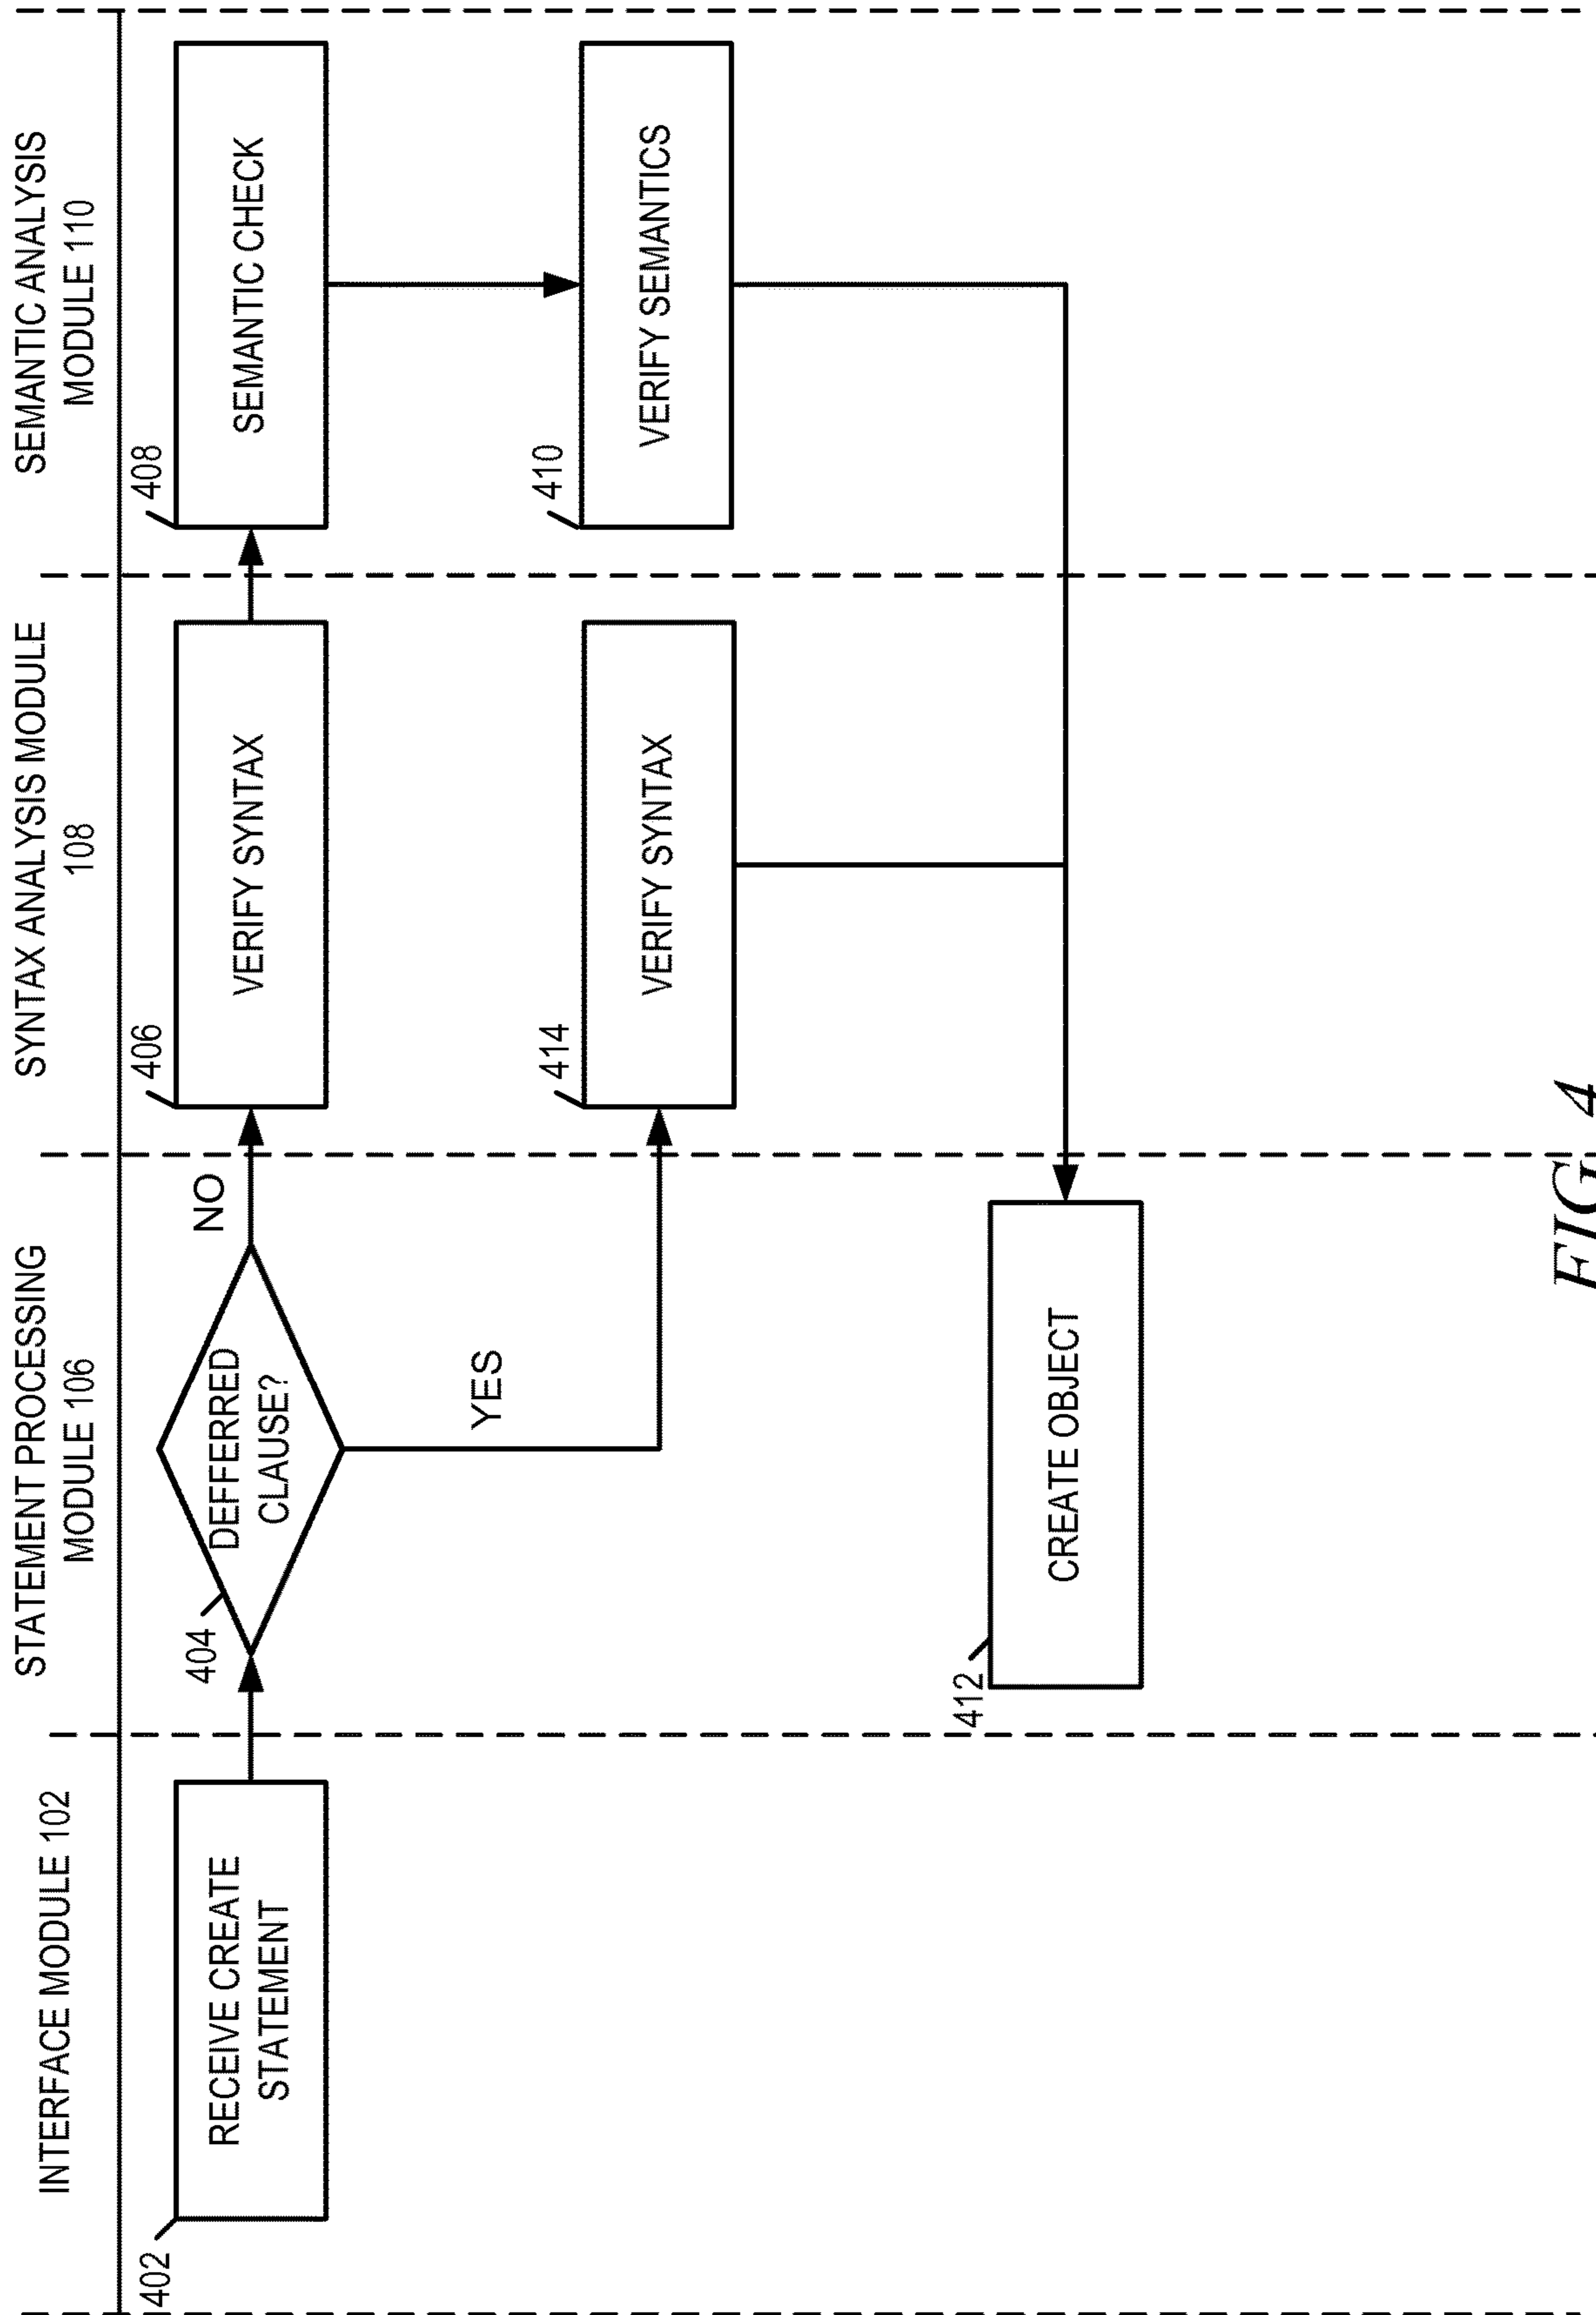 INTERFACE MODULE 102
STATEMENT PROCESSING
MODULE 106
SYNTAX ANALYSIS MODULE
108
SEMANTIC ANALYSIS
MODULE 110
402
RECEIVE CREATE
STATEMENT
404
DEFFERRED
CLAUSE?
NO
YES
406
VERIFY SYNTAX
408
SEMANTIC CHECK
414
VERIFY SYNTAX
410
VERIFY SEMANTICS
412
CREATE OBJECT
FIG. 4